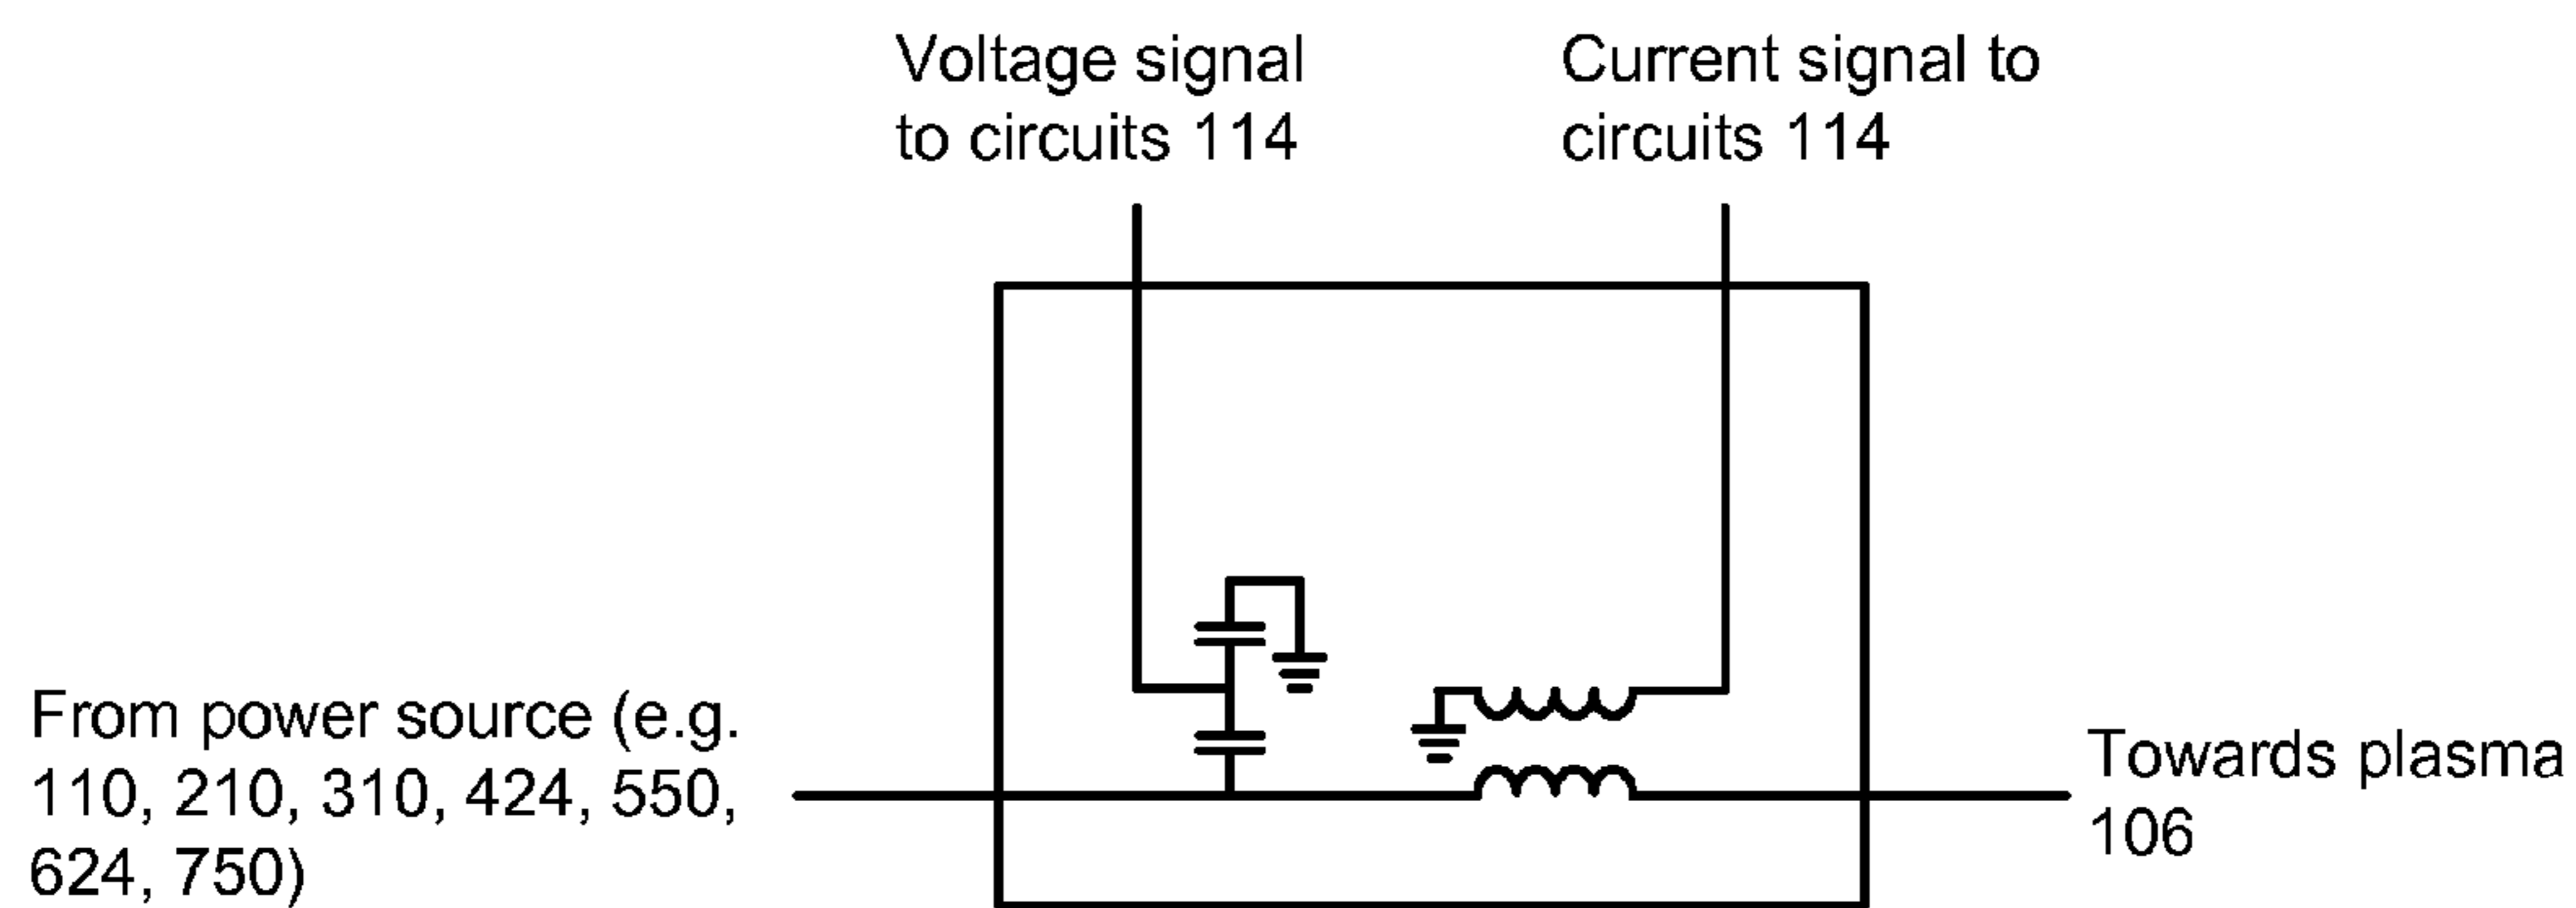 Voltage signal
to circuits 114
Current signal to
circuits 114
From power source (e.g.
110, 210, 310, 424, 550,
624, 750)
Towards plasma
106